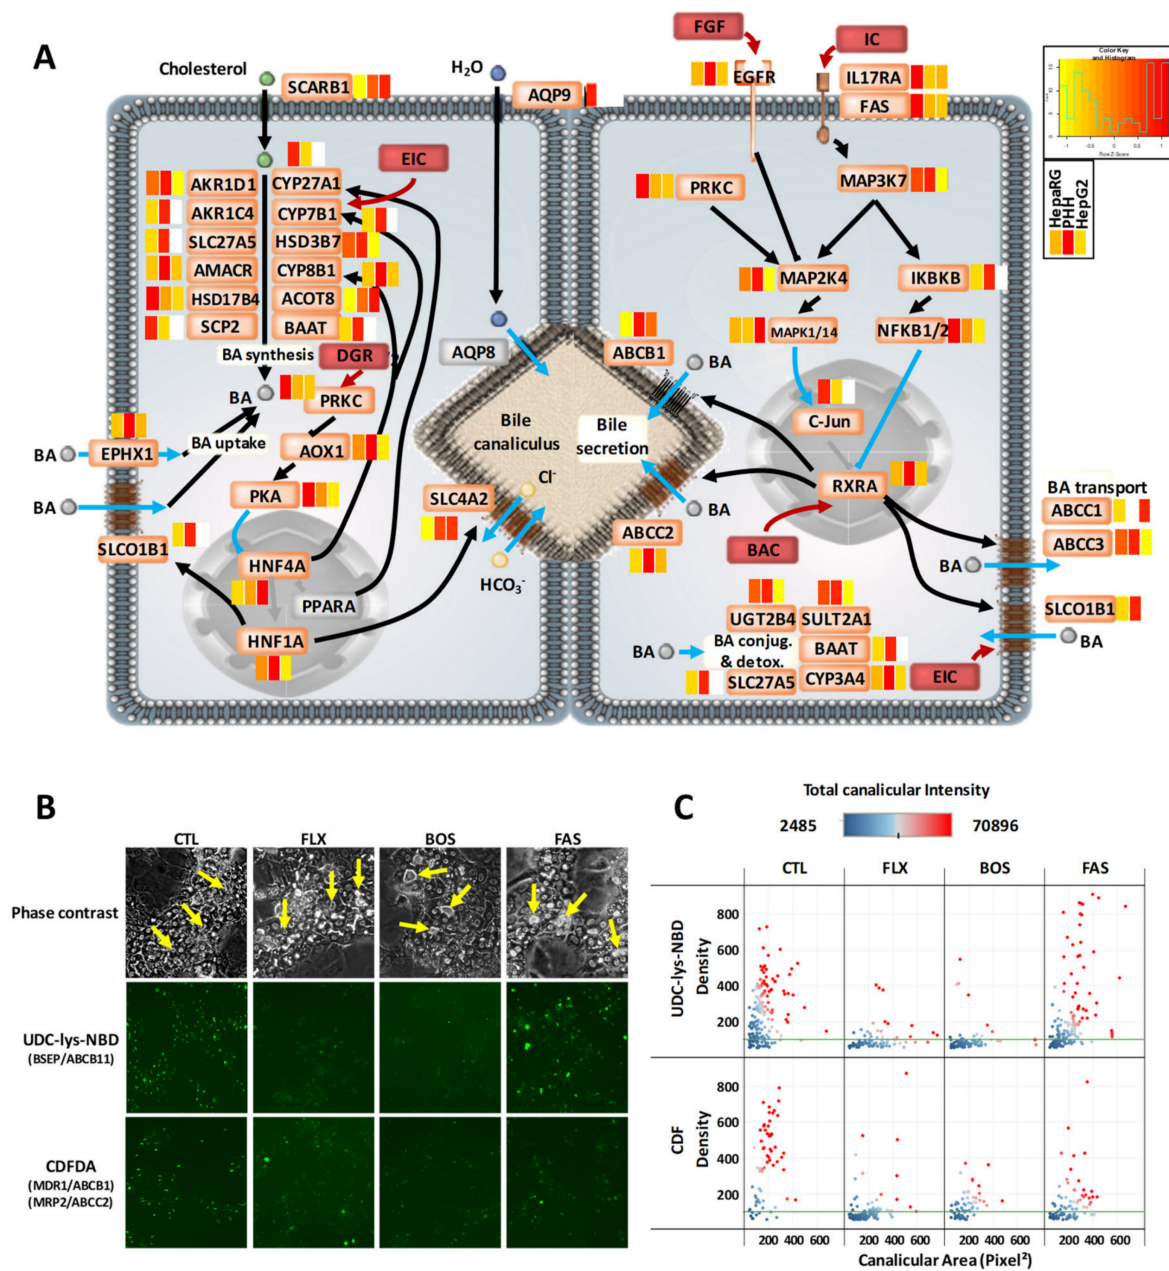 A
Cholesterol
SCARB1
H₂O
AQP9
FGF
EGFR
IC
IL17RA
FAS
Color Key
and Histogram
Row Z-Score
-1 -0.5 0 0.5 1
HepaRG
PHH
HepG2
EIC
AKR1D1
CYP27A1
AKR1C4
CYP7B1
SLC27A5
HSD3B7
AMACR
CYP8B1
HSD17B4
ACOT8
SCP2
BAAT
BA synthesis
DGR
BA
PRKC
BA uptake
AOX1
BA
EPHX1
PKA
BA
SLCO1B1
HNF4A
PPARA
HNF1A
AQP8
Bile
canaliculus
Bile
secretion
Cl⁻
SLC4A2
HCO₃⁻
PRKC
MAP3K7
MAP2K4
IKBKB
MAPK1/14
NFKB1/2
ABCB1
BA
C-Jun
RXRA
BA
ABCC2
BAC
BA transport
ABCC1
ABCC3
BA
SLCO1B1
BA
EIC
UGT2B4
SULT2A1
BA
BA conjug.
& detox.
BAAT
SLC27A5
CYP3A4
B
CTL
FLX
BOS
FAS
Phase contrast
UDC-lys-NBD
(BSEP/ABCB11)
CDFDA
(MDR1/ABCB1)
(MRP2/ABCC2)
C
Total canalicular Intensity
2485
70896
CTL
FLX
BOS
FAS
UDC-lys-NBD
Density
800
600
400
200
CDF
Density
800
600
400
200
200 400 600
200 400 600
200 400 600
200 400 600
Canalicular Area (Pixel²)